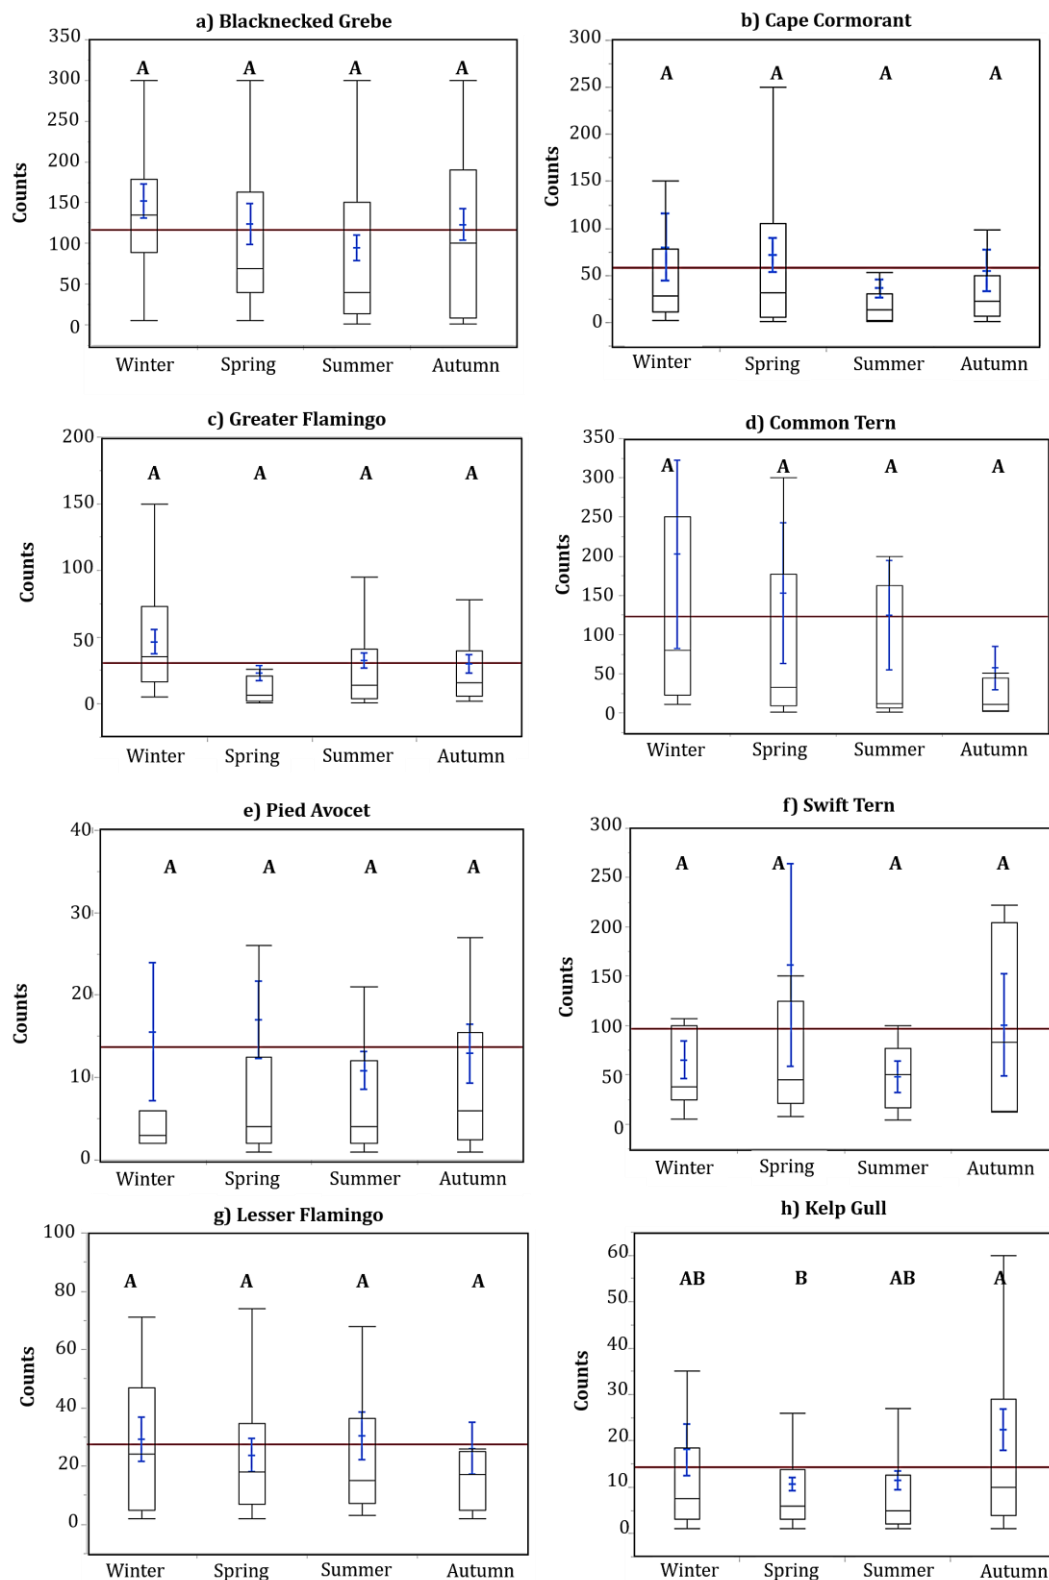 a) Blacknecked Grebe
350
300
250
200
150
100
50
0
Counts
A A A A
Winter Spring Summer Autumn
b) Cape Cormorant
300
250
200
150
100
50
0
Counts
A A A A
Winter Spring Summer Autumn
c) Greater Flamingo
200
150
100
50
0
Counts
A A A A
Winter Spring Summer Autumn
d) Common Tern
350
300
250
200
150
100
50
0
Counts
A A A A
Winter Spring Summer Autumn
e) Pied Avocet
40
30
20
10
0
Counts
A A A A
Winter Spring Summer Autumn
f) Swift Tern
300
250
200
150
100
50
0
Counts
A A A A
Winter Spring Summer Autumn
g) Lesser Flamingo
100
80
60
40
20
0
Counts
A A A A
Winter Spring Summer Autumn
h) Kelp Gull
60
50
40
30
20
10
0
Counts
AB B AB A
Winter Spring Summer Autumn